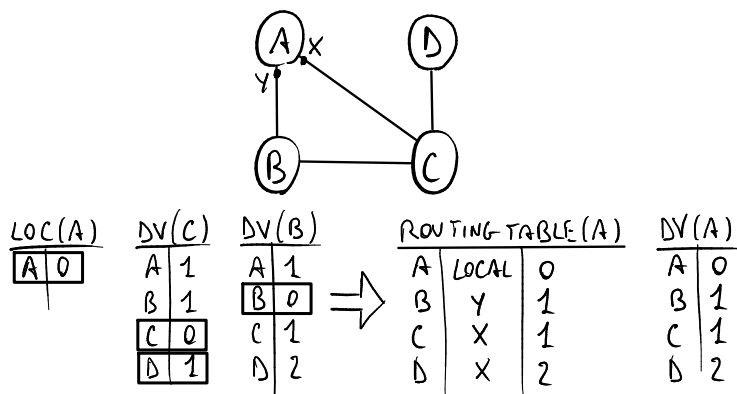 A X D
Y
B C
LOC(A) DV(C) DV(B) ROUTING TABLE(A) DV(A)
A 0 A 1 A 1 A LOCAL 0 A 0
B 1 B 0 B Y 1 B 1
C 0 C 1 C X 1 C 1
D 1 D 2 D X 2 D 2